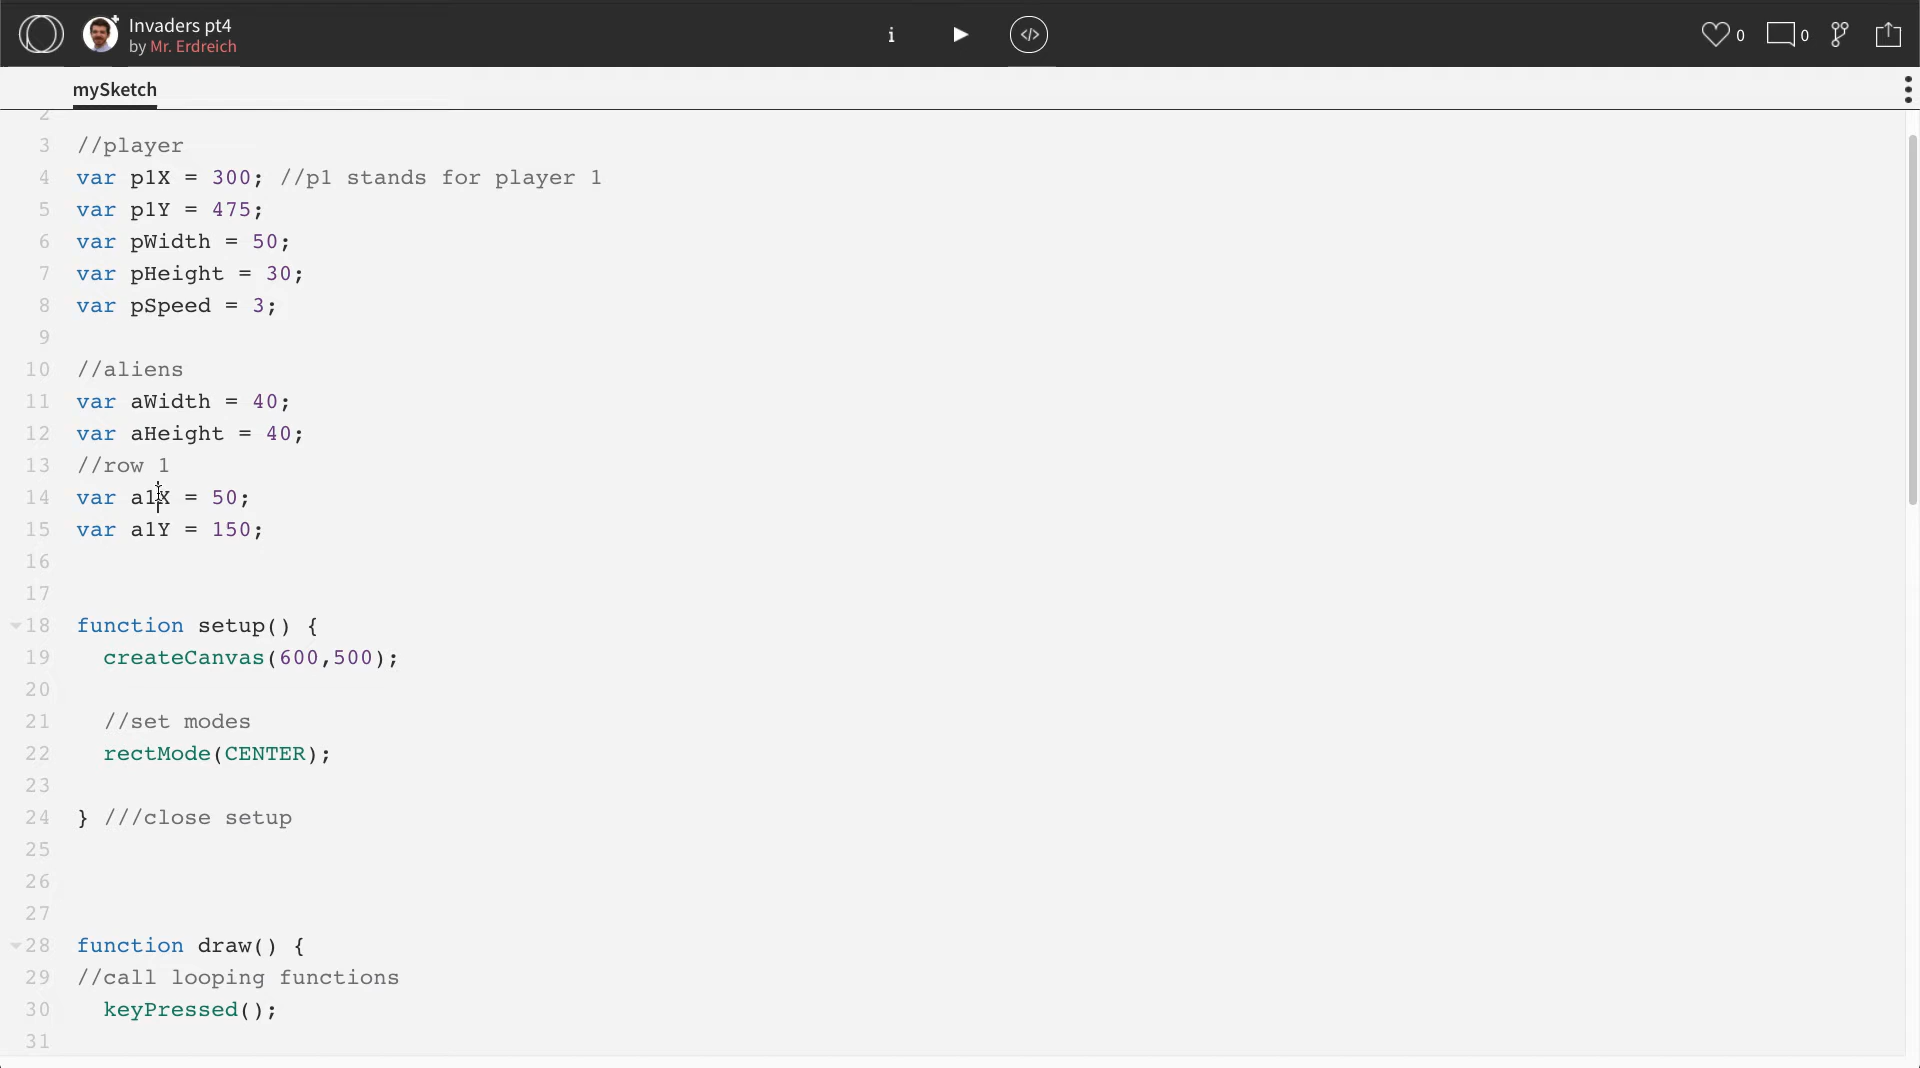 Invaders pt4
by Mr. Erdreich
i
</>
0
0
mySketch
2
3 //player
4 var p1X = 300; //p1 stands for player 1
5 var p1Y = 475;
6 var pWidth = 50;
7 var pHeight = 30;
8 var pSpeed = 3;
9
10 //aliens
11 var aWidth = 40;
12 var aHeight = 40;
13 //row 1
14 var a1X = 50;
15 var a1Y = 150;
16
17
18 function setup() {
19 createCanvas(600,500);
20
21 //set modes
22 rectMode(CENTER);
23
24 } ///close setup
25
26
27
28 function draw() {
29 //call looping functions
30 keyPressed();
31